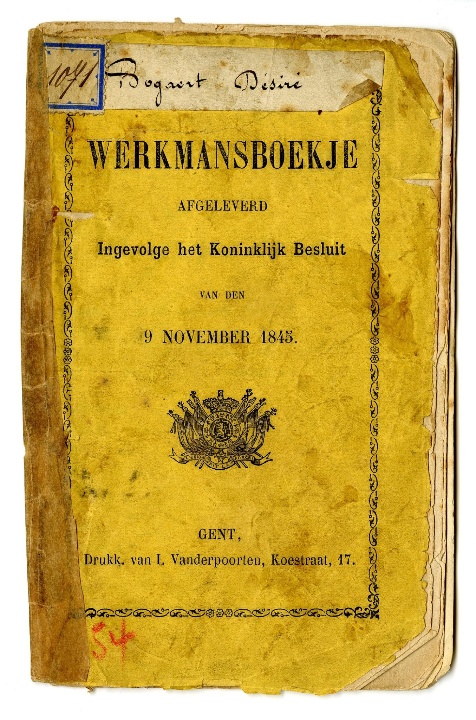 1071 Bogaert Désiré
WERKMANSBOEKJE
AFGELEVERD
Ingevolge het Koninklijk Besluit
VAN DEN
9 NOVEMBER 1845.
GENT,
Drukk. van I. Vanderpoorten, Koestraat, 17.
54